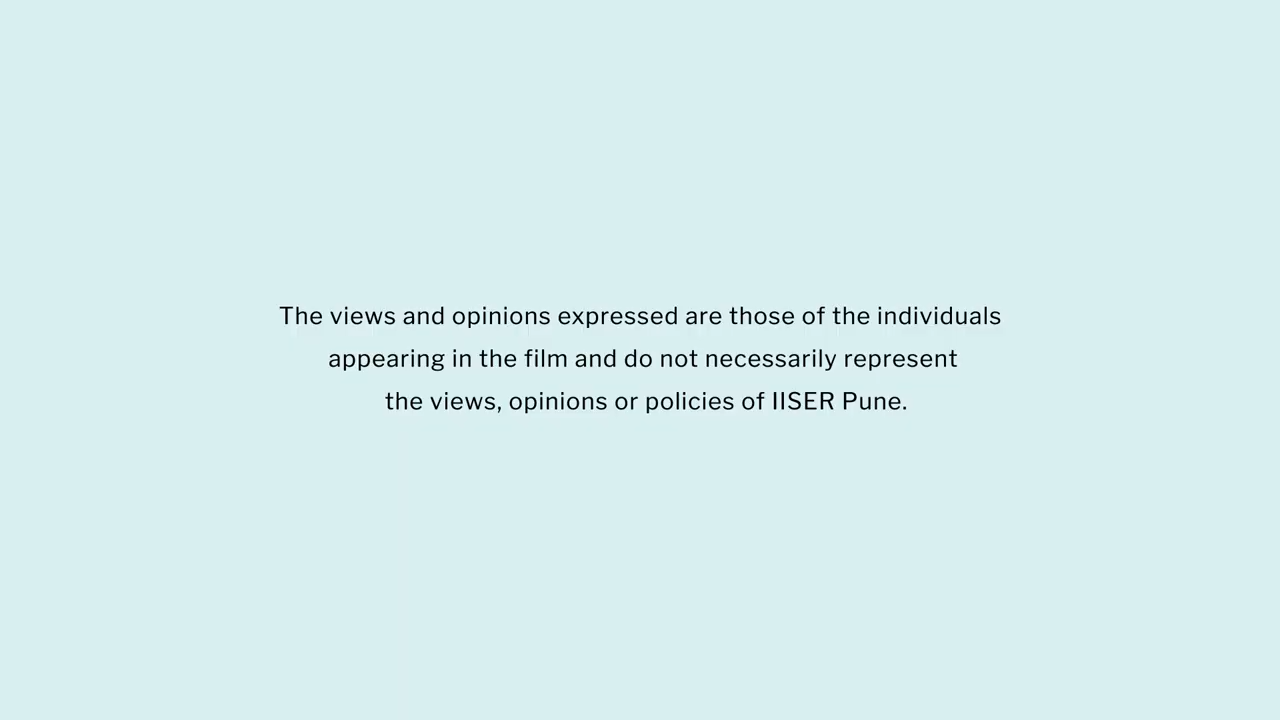 The views and opinions expressed are those of the individuals
appearing in the film and do not necessarily represent
the views, opinions or policies of IISER Pune.